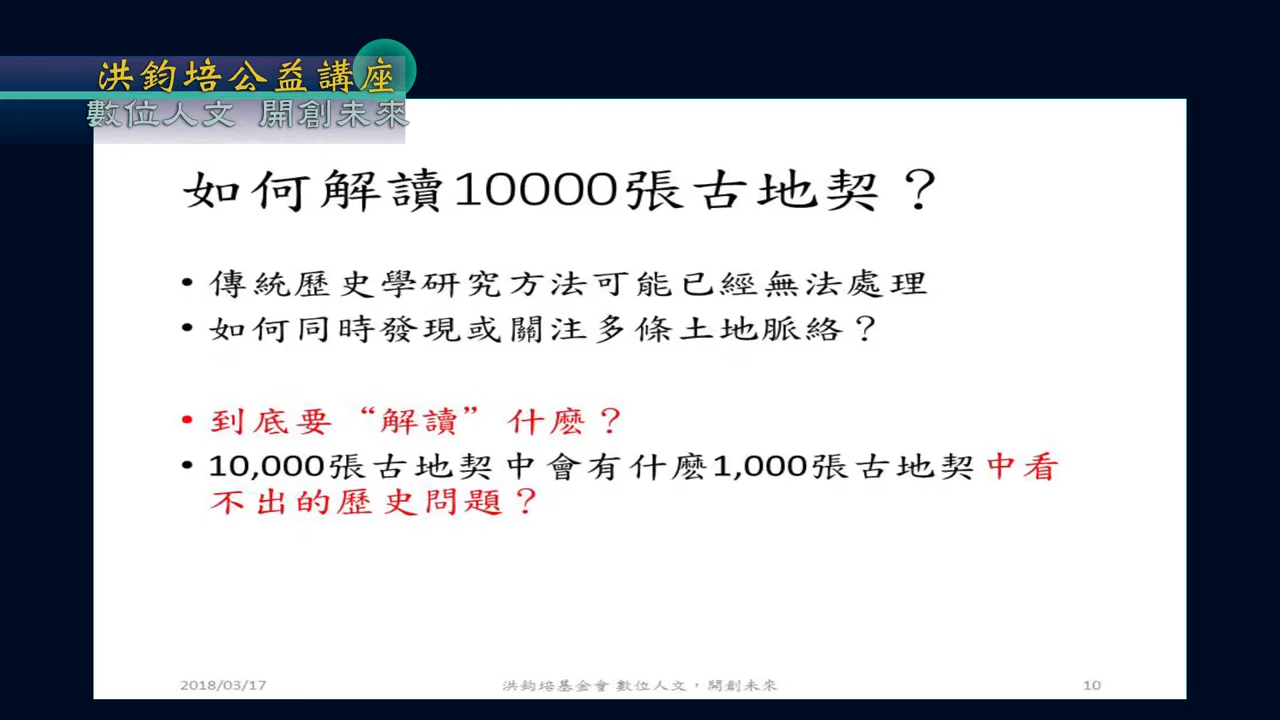 洪鈞培公益講座
數位人文 開創未來
如何解讀10000張古地契？
• 傳統歷史學研究方法可能已經無法處理
• 如何同時發現或關注多條土地脈絡？
• 到底要“解讀”什麼？
• 10,000張古地契中會有什麼1,000張古地契中看
不出的歷史問題？
2018/03/17
洪鈞培基金會 數位人文，開創未來
10